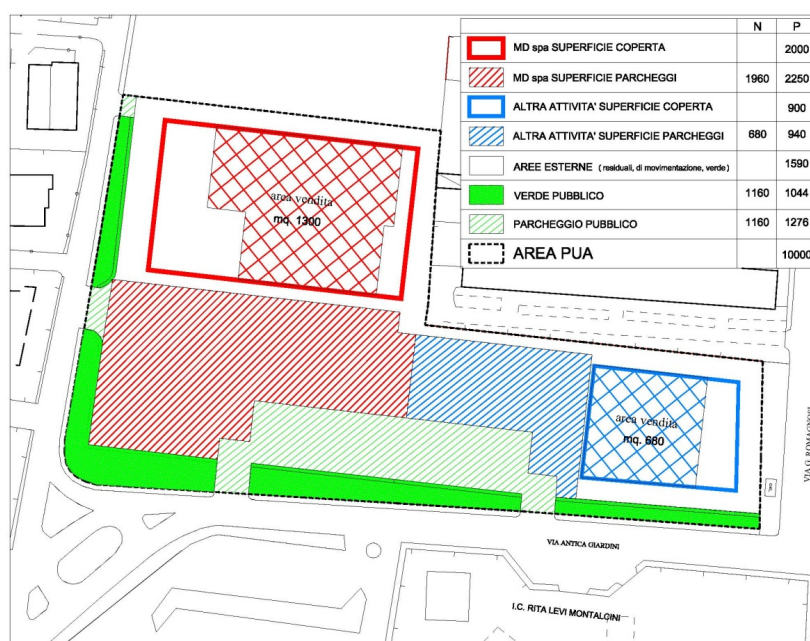 N P
MD spa SUPERFICIE COPERTA 2000
MD spa SUPERFICIE PARCHEGGI 1960 2250
ALTRA ATTIVITA' SUPERFICIE COPERTA 900
ALTRA ATTIVITA' SUPERFICIE PARCHEGGI 680 940
AREE ESTERNE ( residuali, di movimentazione, verde) 1590
VERDE PUBBLICO 1160 1044
PARCHEGGIO PUBBLICO 1160 1276
AREA PUA 10000
area vendita
mq. 1300
area vendita
mq. 680
VIA G. ROMAGNOSI
VIA ANTICA GIARDINI
I.C. RITA LEVI MONTALCINI